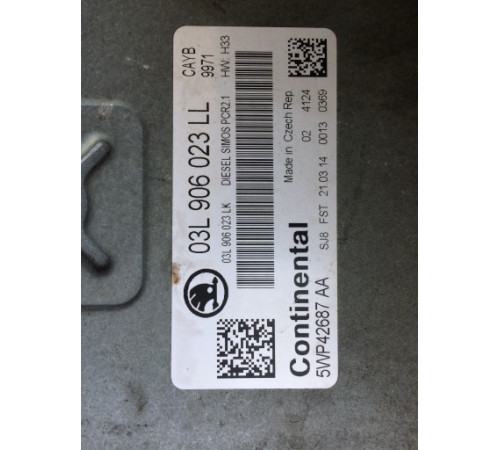 CAYB
9971
03L 906 023 LL
HW: H33
03L 906 023 LK DIESEL SIMOS PCR2.1
Continental
Made in Czech Rep.
02 4124
5WP42687 AA
SJ8 FST 21.03.14 0013 0369